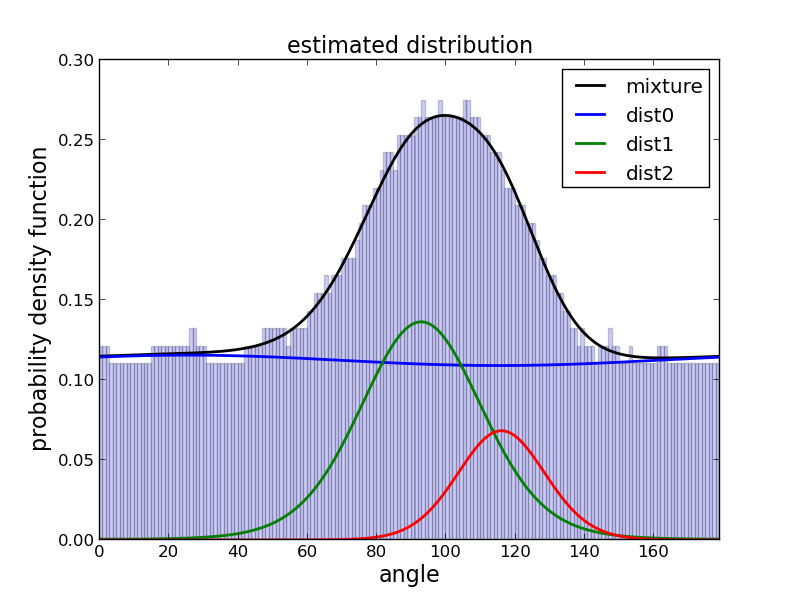 estimated distribution
0.30
0.25
0.20
0.15
0.10
0.05
0.00
probability density function
mixture
dist0
dist1
dist2
0 20 40 60 80 100 120 140 160
angle